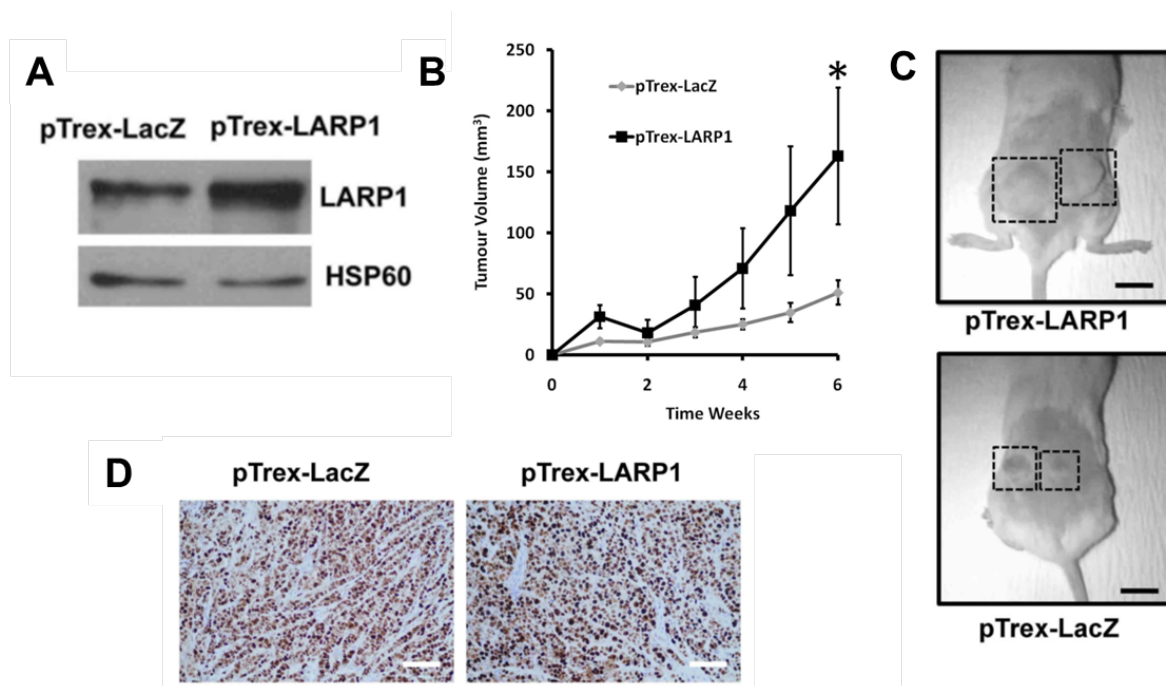 A
pTrex-LacZ pTrex-LARP1
LARP1
HSP60
B
250
200
150
100
50
0
Tumour Volume (mm³)
pTrex-LacZ
pTrex-LARP1
*
0 2 4 6
Time Weeks
C
pTrex-LARP1
pTrex-LacZ
D
pTrex-LacZ pTrex-LARP1